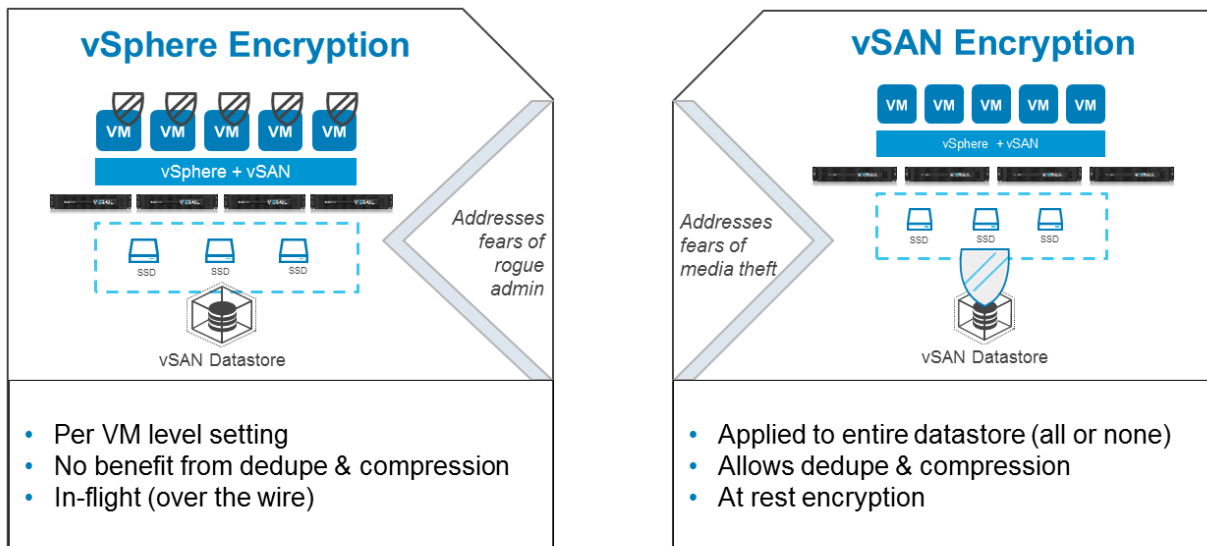 vSphere Encryption
VM VM VM VM VM
vSphere + vSAN
SSD SSD SSD
vSAN Datastore
Addresses
fears of
rogue
admin
• Per VM level setting
• No benefit from dedupe & compression
• In-flight (over the wire)
vSAN Encryption
VM VM VM VM VM
vSphere + vSAN
Addresses
fears of
media theft
SSD SSD SSD
vSAN Datastore
• Applied to entire datastore (all or none)
• Allows dedupe & compression
• At rest encryption